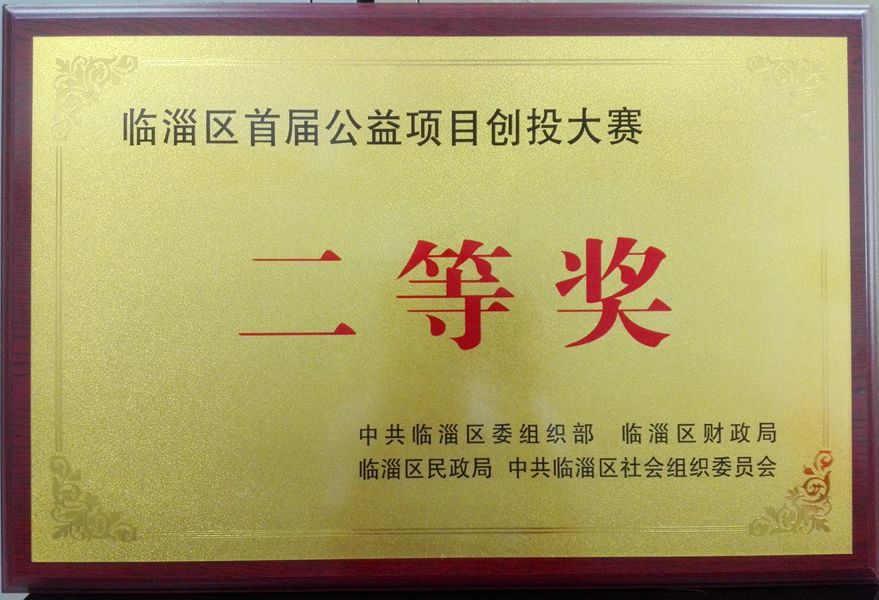 临淄区首届公益项目创投大赛
二等奖
中共临淄区委组织部 临淄区财政局
临淄区民政局 中共临淄区社会组织委员会